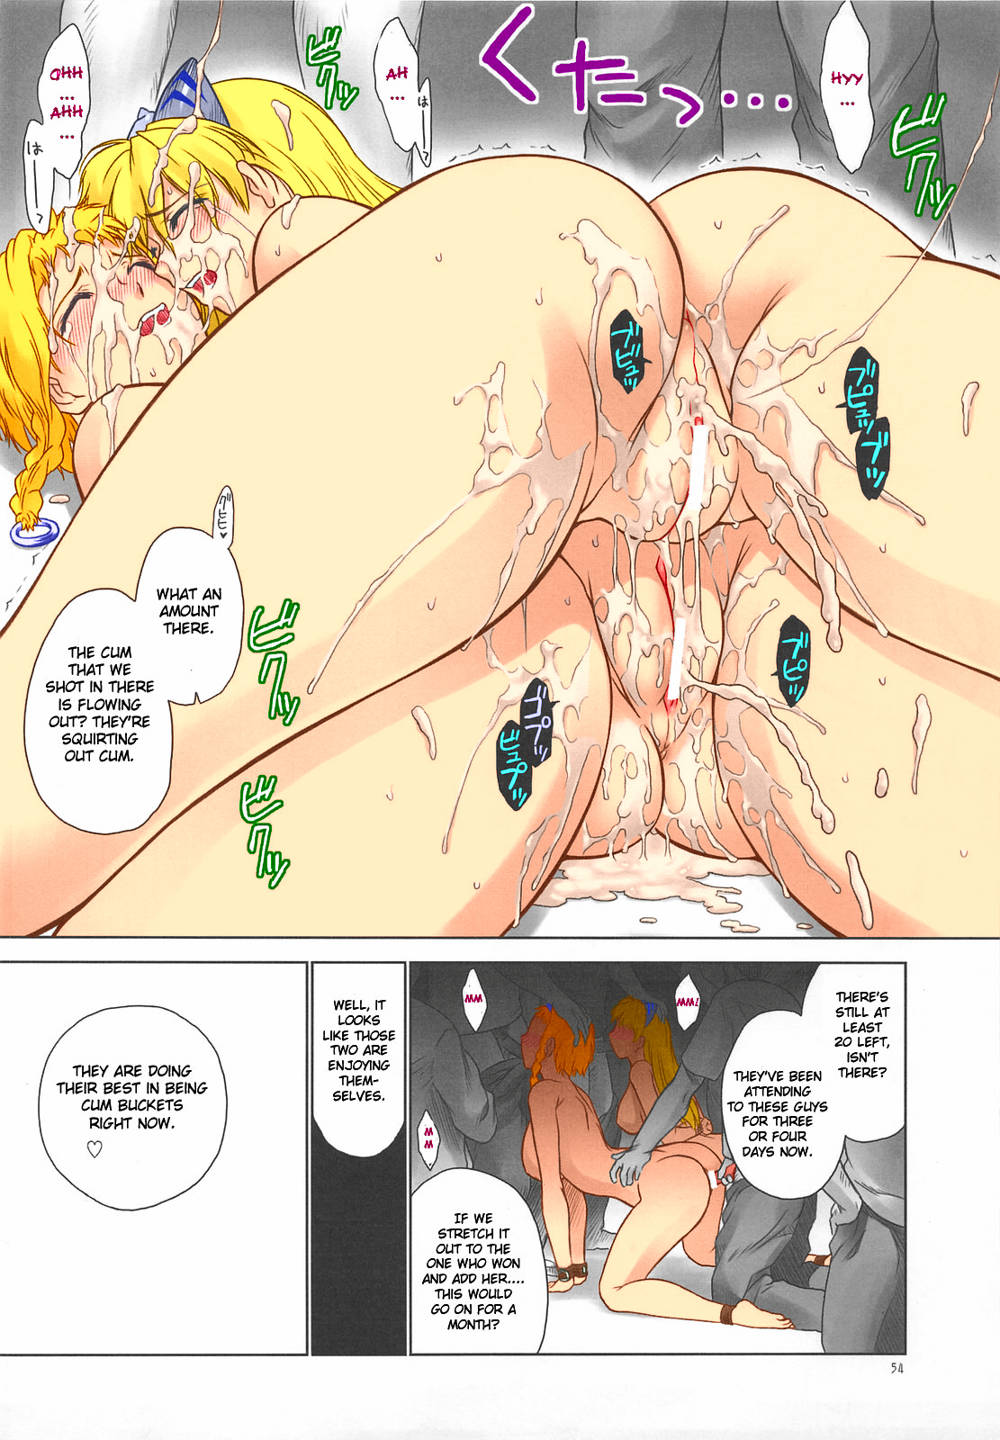 HYY
...
くたっ...
AH
...
はーっ
OHH
...
AHH
...
はーっ
ビクッ
ビクッ
ドビュッ
ブピュッ
ブブッ
グビ♥
WHAT AN
AMOUNT
THERE.
THE CUM
THAT WE
SHOT IN THERE
IS FLOWING
OUT? THEY'RE
SQUIRTING
OUT CUM.
ビクッ
ビクッ
ブピッ
ゴプッ
ジュプッ
THERE'S
STILL AT
LEAST
20 LEFT,
ISN'T
THERE?
THEY'VE BEEN
ATTENDING
TO THESE GUYS
FOR THREE
OR FOUR
DAYS NOW.
MM!
MM
MM
IF WE
STRETCH IT
OUT TO THE
ONE WHO WON
AND ADD HER....
THIS WOULD
GO ON FOR A
MONTH?
WELL, IT
LOOKS
LIKE THOSE
TWO ARE
ENJOYING
THEM-
SELVES.
THEY ARE DOING
THEIR BEST IN BEING
CUM BUCKETS
RIGHT NOW.
♡
54